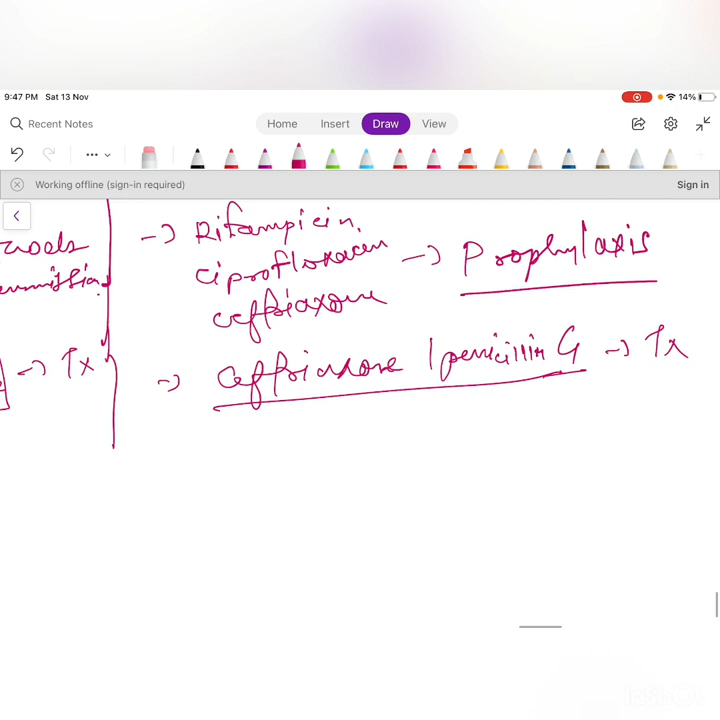 9:47 PM Sat 13 Nov 14%
Recent Notes Home Insert Draw View
Working offline (sign-in required) Sign in
→ Rifampicin,
ciprofloxacin
ceftriaxone
→ Prophylaxis
→ Tx
→ ceftriaxone / penicillin G → Tx